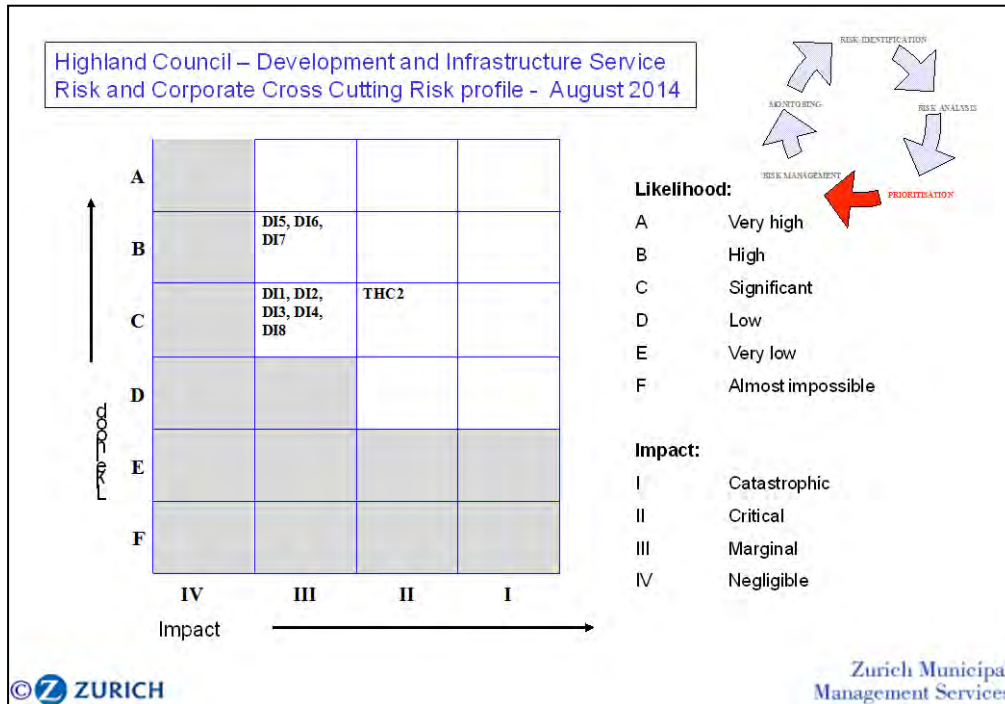 Highland Council – Development and Infrastructure Service
Risk and Corporate Cross Cutting Risk profile - August 2014
RISK IDENTIFICATION
RISK ANALYSIS
PRIORITISATION
RISK MANAGEMENT
MONITORING
A
B
C
D
E
F
Likelihood
DI5, DI6,
DI7
DI1, DI2,
DI3, DI4,
DI8
THC2
IV
III
II
I
Impact
Likelihood:
A Very high
B High
C Significant
D Low
E Very low
F Almost impossible
Impact:
I Catastrophic
II Critical
III Marginal
IV Negligible
© Z ZURICH
Zurich Municipal
Management Services